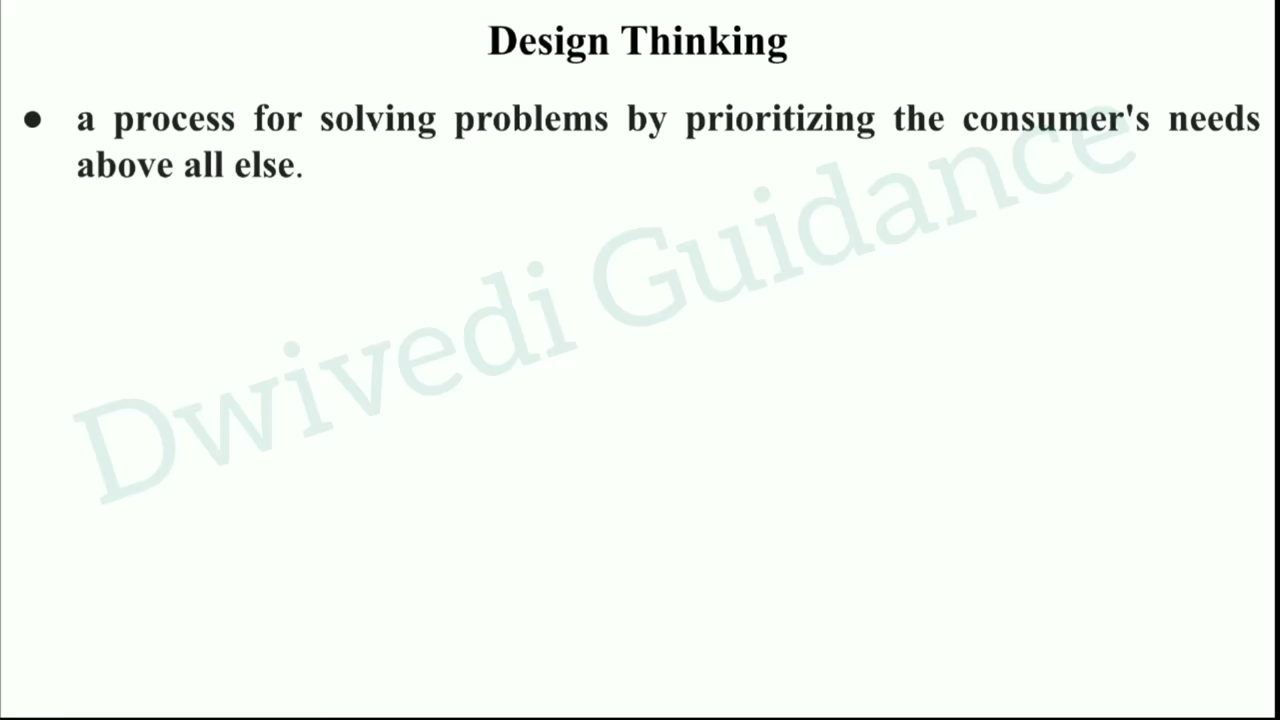 Design Thinking
● a process for solving problems by prioritizing the consumer's needs
above all else.
Dwivedi Guidance